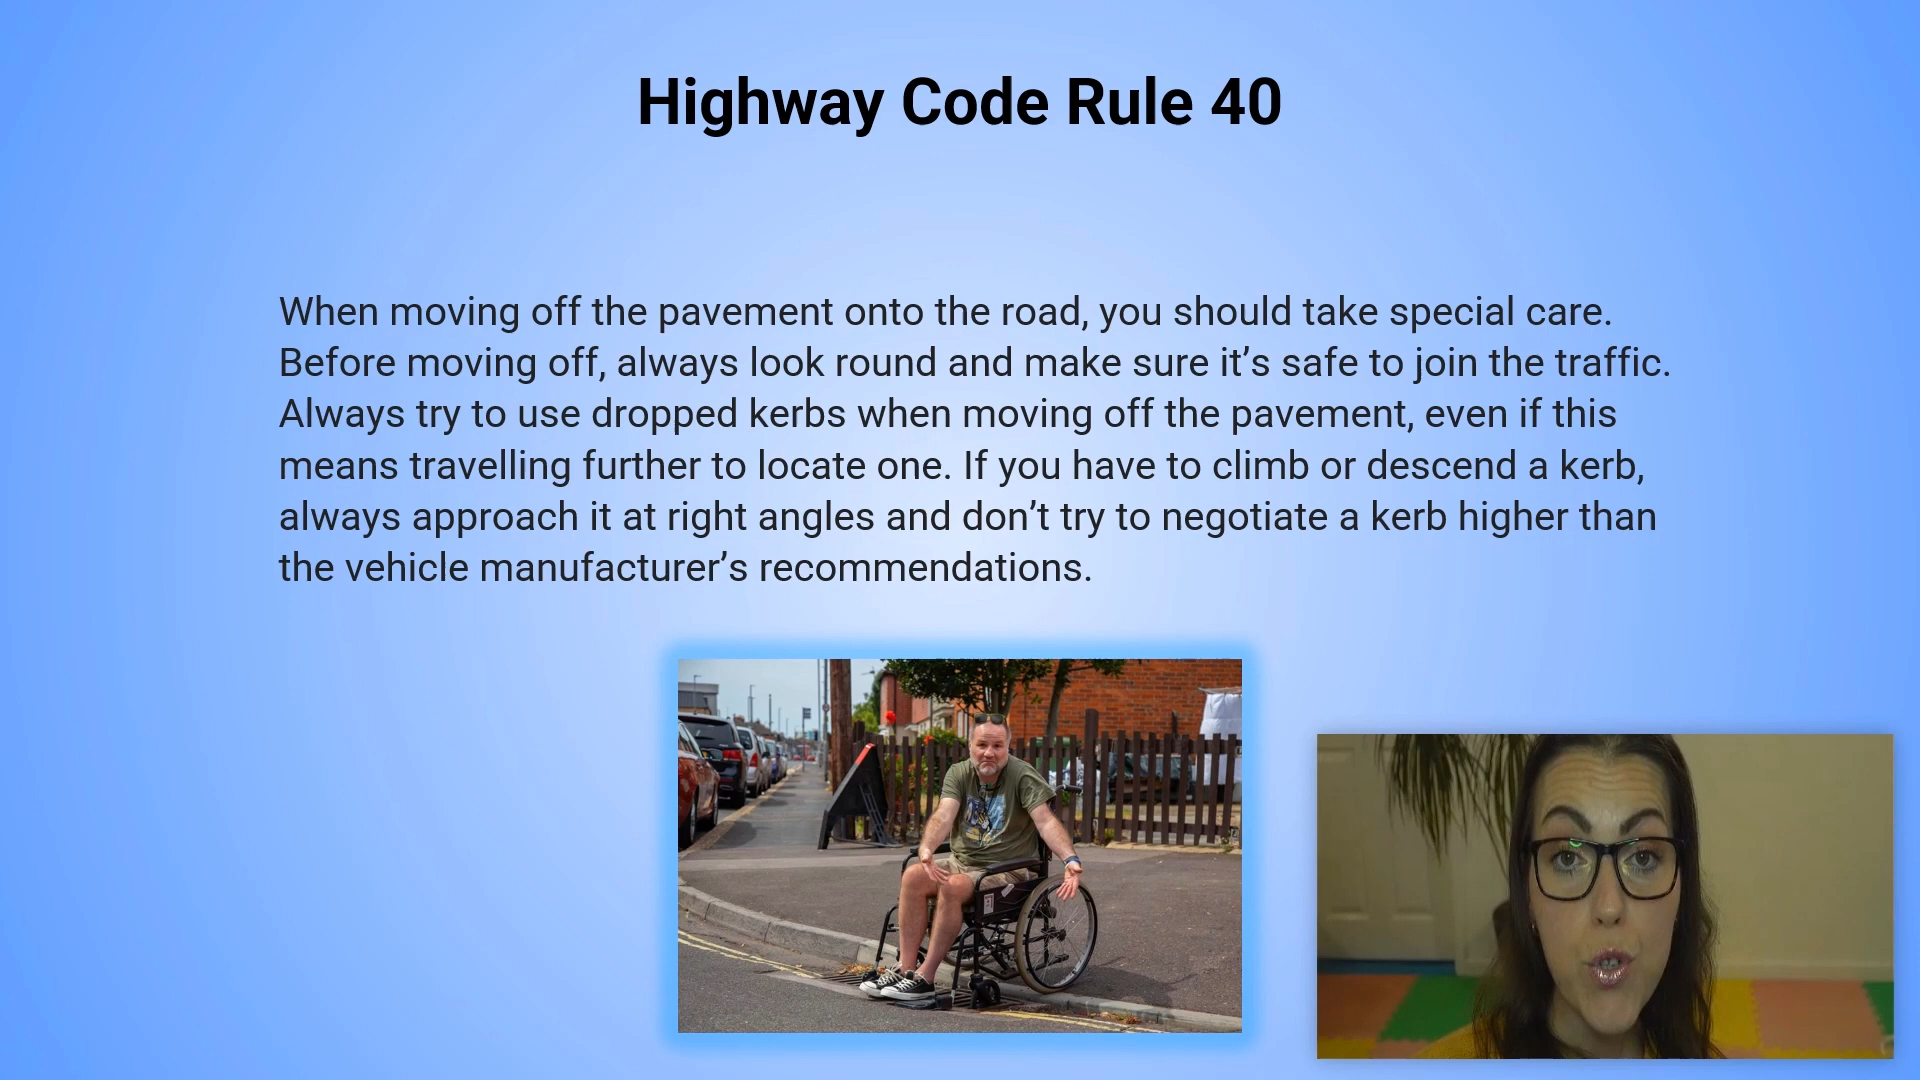 Highway Code Rule 40
When moving off the pavement onto the road, you should take special care.
Before moving off, always look round and make sure it’s safe to join the traffic.
Always try to use dropped kerbs when moving off the pavement, even if this
means travelling further to locate one. If you have to climb or descend a kerb,
always approach it at right angles and don’t try to negotiate a kerb higher than
the vehicle manufacturer’s recommendations.